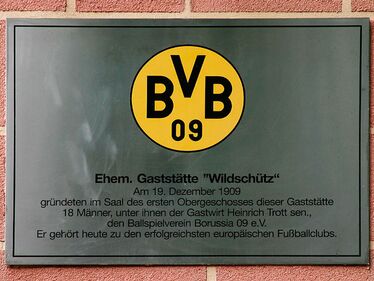 BVB
09
Ehem. Gaststätte "Wildschütz"
Am 19. Dezember 1909
gründeten im Saal des ersten Obergeschosses dieser Gaststätte
18 Männer, unter ihnen der Gastwirt Heinrich Trott sen.,
den Ballspielverein Borussia 09 e.V.
Er gehört heute zu den erfolgreichsten europäischen Fußballclubs.